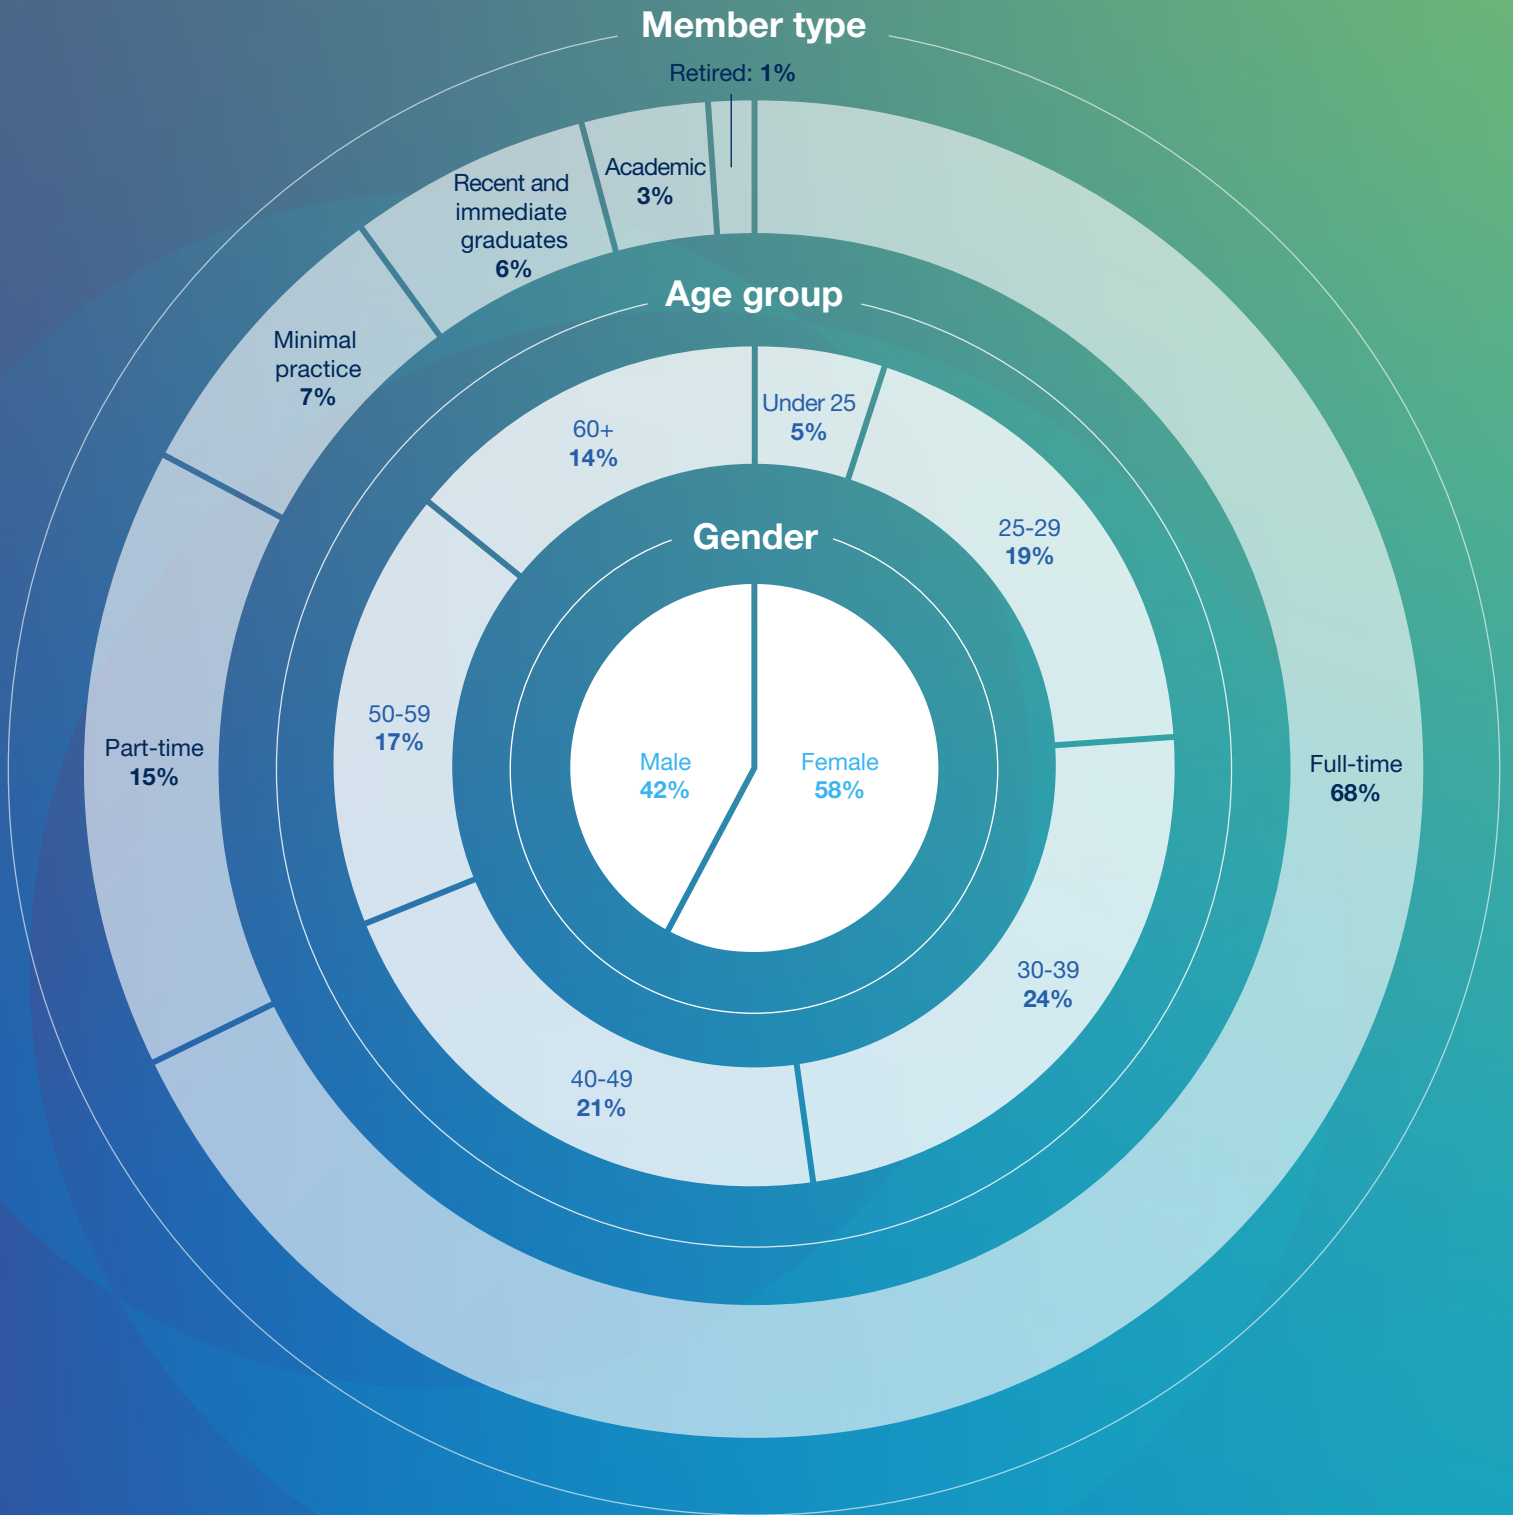 Member type
Retired: 1%
Academic
3%
Recent and
immediate
graduates
6%
Minimal
practice
7%
Part-time
15%
Full-time
68%
Age group
Under 25
5%
25-29
19%
30-39
24%
40-49
21%
50-59
17%
60+
14%
Gender
Male
42%
Female
58%